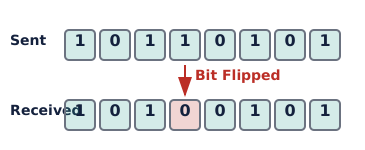 Sent 1 0 1 1 0 1 0 1
Bit Flipped
Received 1 0 1 0 0 1 0 1